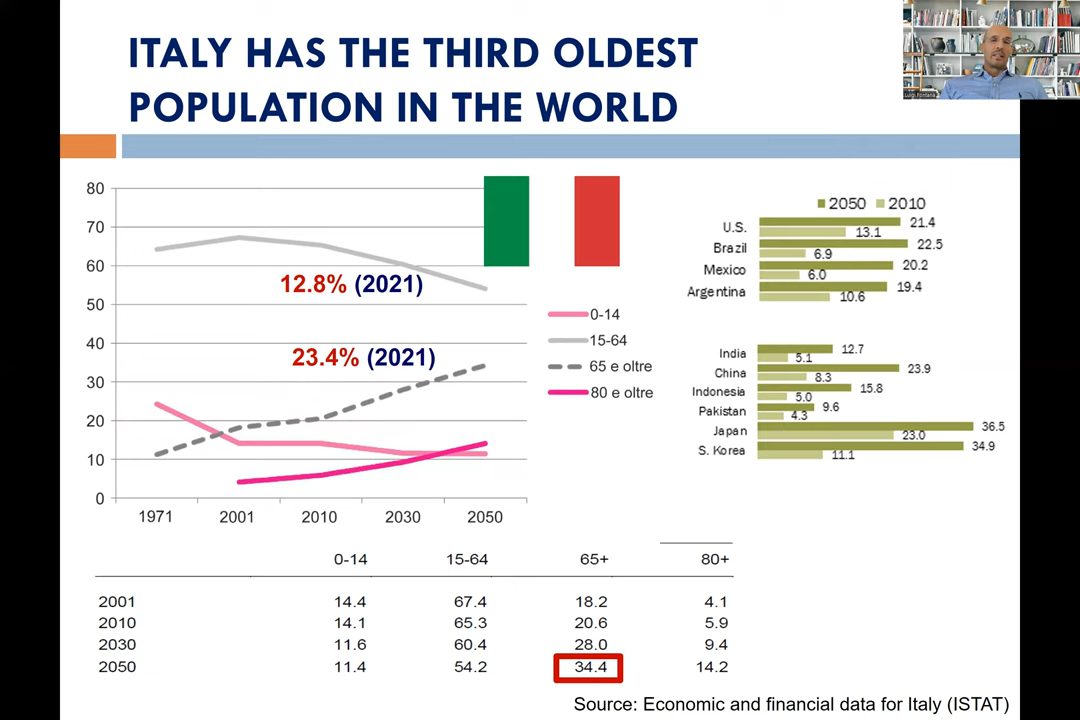 ITALY HAS THE THIRD OLDEST
POPULATION IN THE WORLD
Luigi Fontana
80
70
60
50
40
30
20
10
0
1971 2001 2010 2030 2050
12.8% (2021)
23.4% (2021)
0-14
15-64
65 e oltre
80 e oltre
2050 2010
U.S. 21.4
13.1
Brazil 22.5
6.9
Mexico 20.2
6.0
Argentina 19.4
10.6
India 12.7
5.1
China 23.9
8.3
Indonesia 15.8
5.0
Pakistan 9.6
4.3
Japan 36.5
23.0
S. Korea 34.9
11.1
0-14 15-64 65+ 80+
2001 14.4 67.4 18.2 4.1
2010 14.1 65.3 20.6 5.9
2030 11.6 60.4 28.0 9.4
2050 11.4 54.2 34.4 14.2
Source: Economic and financial data for Italy (ISTAT)